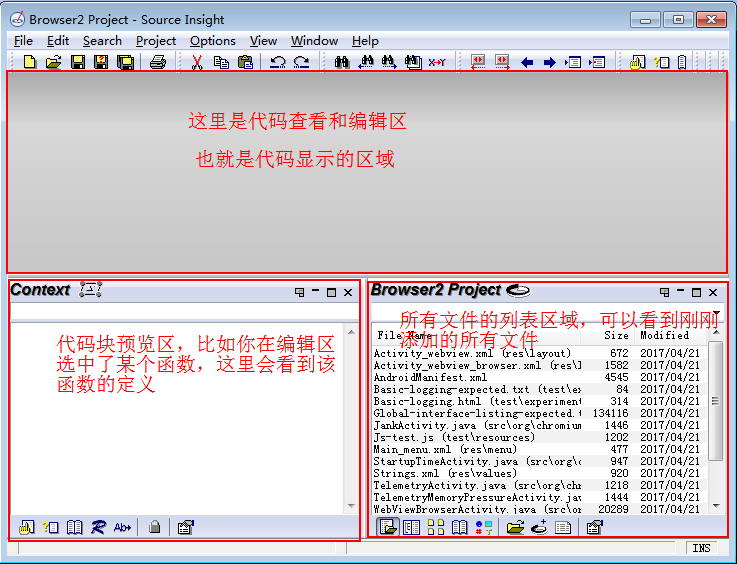 Browser2 Project - Source Insight
File Edit Search Project Options View Window Help
这里是代码查看和编辑区
也就是代码显示的区域
Context
代码块预览区，比如你在编辑区
选中了某个函数，这里会看到该
函数的定义
Browser2 Project
所有文件的列表区域，可以看到刚刚
添加的所有文件
File Name Size Modified
Activity_webview.xml (res\layout) 672 2017/04/21
Activity_webview_browser.xml (res\l 1582 2017/04/21
AndroidManifest.xml 4545 2017/04/21
Basic-logging-expected.txt (test\ex 84 2017/04/21
Basic-logging.html (test\experiment 314 2017/04/21
Global-interface-listing-expected.t 134116 2017/04/21
JankActivity.java (src\org\chromium 1446 2017/04/21
Js-test.js (test\resources) 1202 2017/04/21
Main_menu.xml (res\menu) 477 2017/04/21
StartupTimeActivity.java (src\org\c 947 2017/04/21
Strings.xml (res\values) 920 2017/04/21
TelemetryActivity.java (src\org\chr 1218 2017/04/21
TelemetryMemoryPressureActivity.jav 1444 2017/04/21
WebViewBrowserActivity.java (src\or 20289 2017/04/21
INS